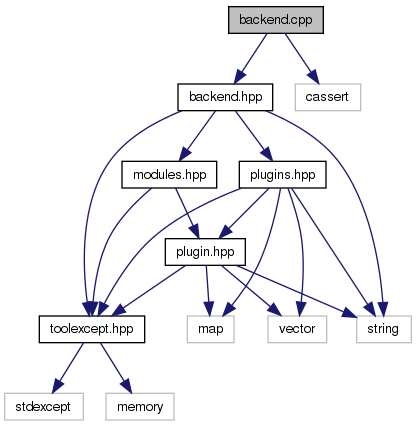 backend.cpp
backend.hpp
cassert
modules.hpp
plugins.hpp
plugin.hpp
toolexcept.hpp
map
vector
string
stdexcept
memory